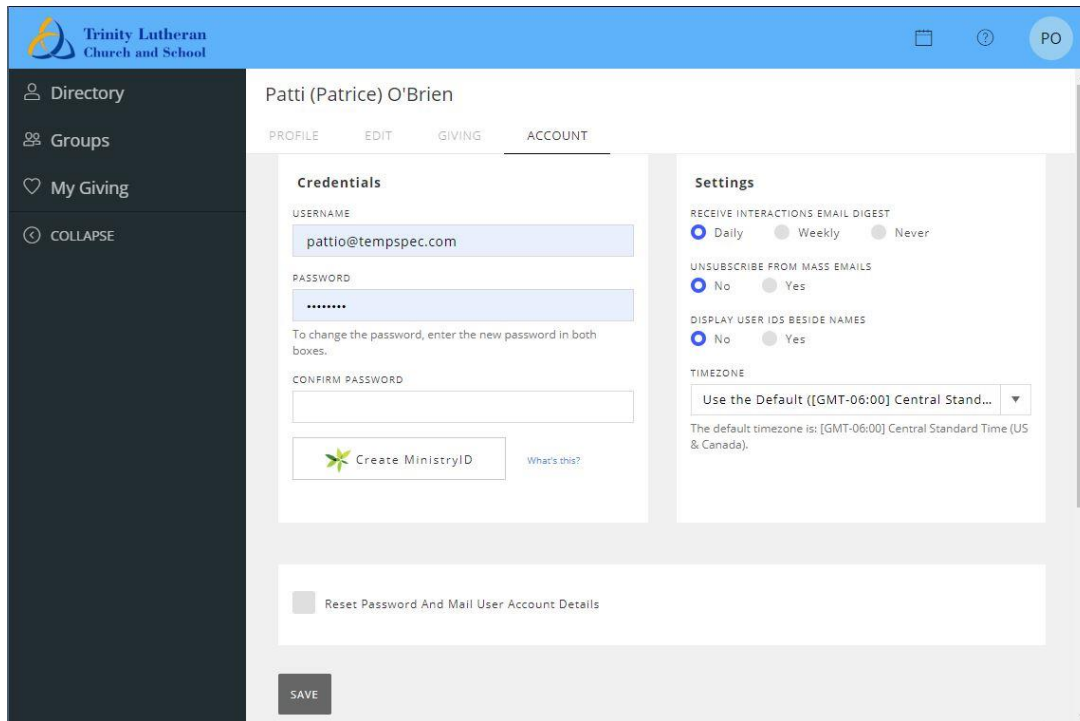 Trinity Lutheran
Church and School
PO
Directory
Groups
My Giving
COLLAPSE
Patti (Patrice) O'Brien
PROFILE EDIT GIVING ACCOUNT
Credentials
USERNAME
pattio@tempspec.com
PASSWORD
••••••••
To change the password, enter the new password in both
boxes.
CONFIRM PASSWORD
Create MinistryID What's this?
Settings
RECEIVE INTERACTIONS EMAIL DIGEST
Daily Weekly Never
UNSUBSCRIBE FROM MASS EMAILS
No Yes
DISPLAY USER IDS BESIDE NAMES
No Yes
TIMEZONE
Use the Default ([GMT-06:00] Central Stand...
The default timezone is: [GMT-06:00] Central Standard Time (US
& Canada).
Reset Password And Mail User Account Details
SAVE